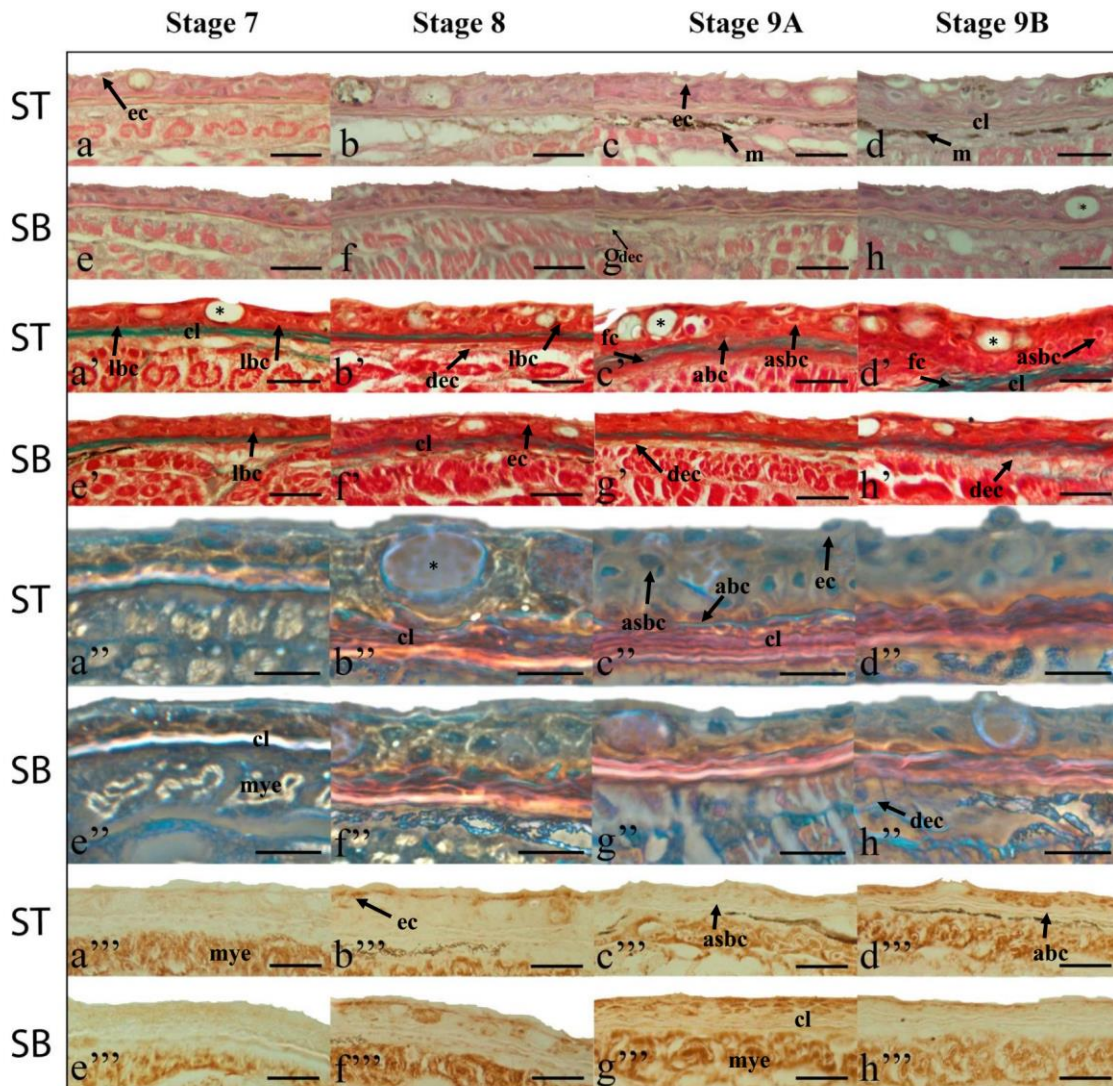 Stage 7 Stage 8 Stage 9A Stage 9B
ST
ec
a
b
ec
m
c
cl
m
d
SB
e
f
dec
g
*
h
ST
*
cl
lbc
lbc
a’
lbc
dec
b’
*
fc
abc
asbc
c’
*
fc
asbc
cl
d’
SB
lbc
e’
cl
ec
f’
dec
g’
dec
h’
ST
a”
*
cl
b”
ec
abc
asbc
cl
c”
d”
SB
cl
mye
e”
f”
g”
dec
h”
ST
mye
a’’’
ec
b’’’
asbc
c’’’
abc
d’’’
SB
e’’’
f’’’
cl
mye
g’’’
h’’’